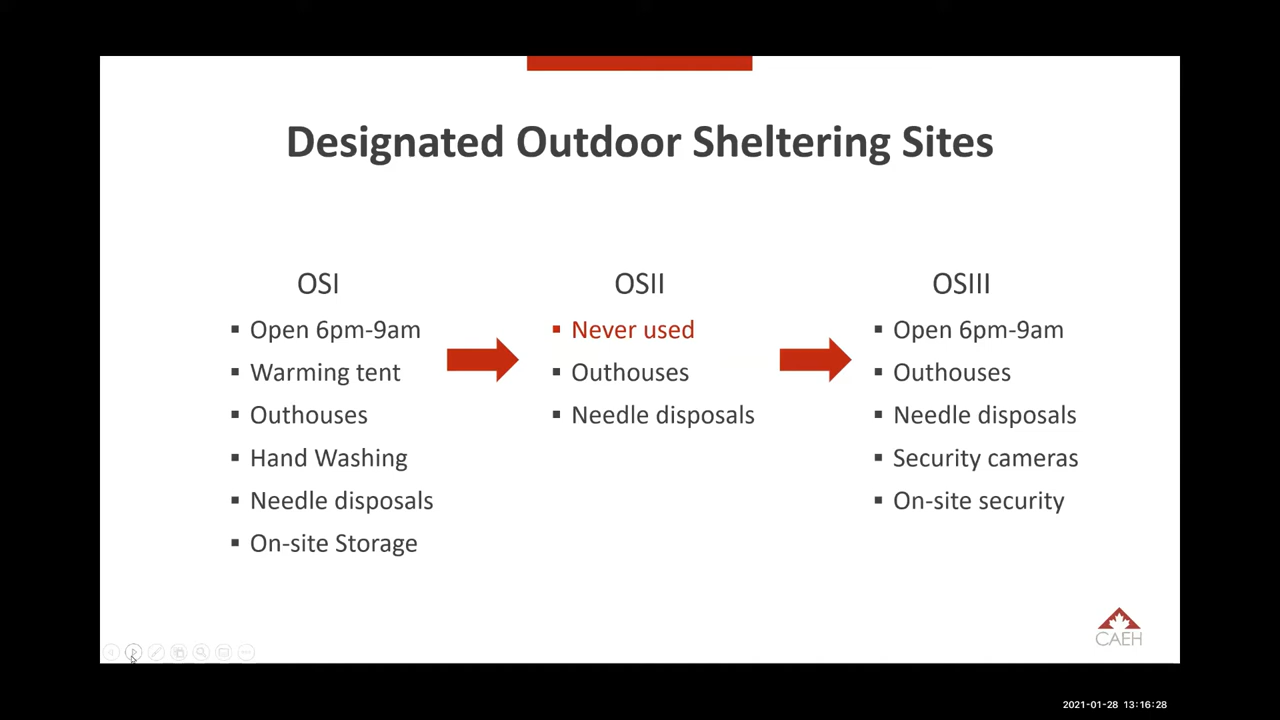 Designated Outdoor Sheltering Sites
OSI
▪ Open 6pm-9am
▪ Warming tent
▪ Outhouses
▪ Hand Washing
▪ Needle disposals
▪ On-site Storage
OSII
▪ Never used
▪ Outhouses
▪ Needle disposals
OSIII
▪ Open 6pm-9am
▪ Outhouses
▪ Needle disposals
▪ Security cameras
▪ On-site security
CAEH
2021-01-28 13:16:28